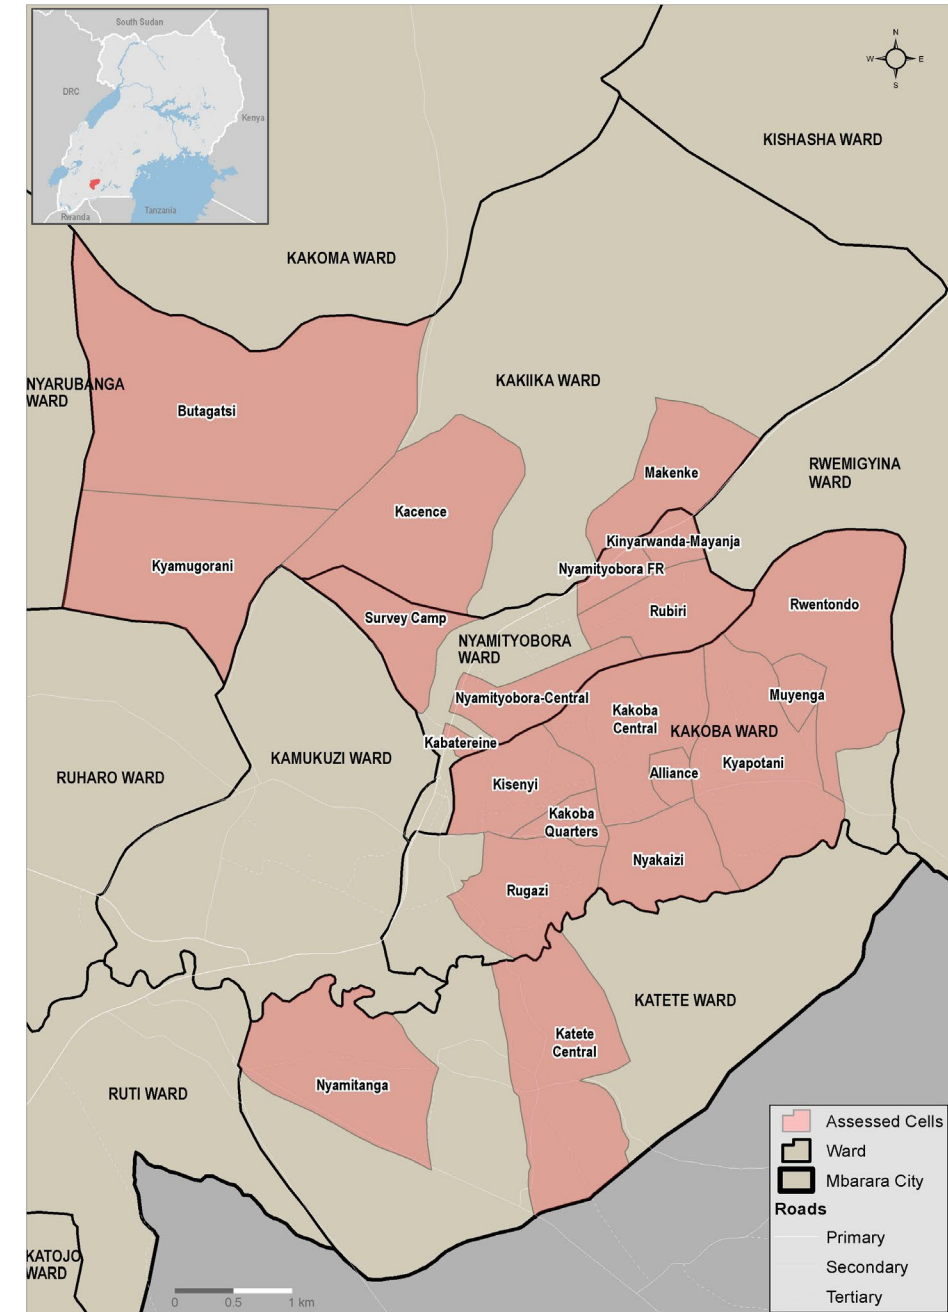 South Sudan
DRC
Kenya
Rwanda
Tanzania
N
W
E
S
KISHASHA WARD
KAKOMA WARD
NYARUBANGA
WARD
KAKIIKA WARD
Butagatsi
RWEMIGYINA
WARD
Makenke
Kacence
Kinyarwanda-Mayanja
Kyamugorani
Nyamityobora FR
Rubiri
Rwentondo
Survey Camp
NYAMITYOBORA
WARD
Nyamityobora-Central
Muyenga
Kakoba
Central
KAKOBA WARD
Kabatereine
KAMUKUZI WARD
Kyapotani
Alliance
RUHARO WARD
Kisenyi
Kakoba
Quarters
Nyakaizi
Rugazi
KATETE WARD
Katete
Central
Nyamitanga
RUTI WARD
KATOJO
WARD
Assessed Cells
Ward
Mbarara City
Roads
Primary
Secondary
Tertiary
0 0.5 1 km